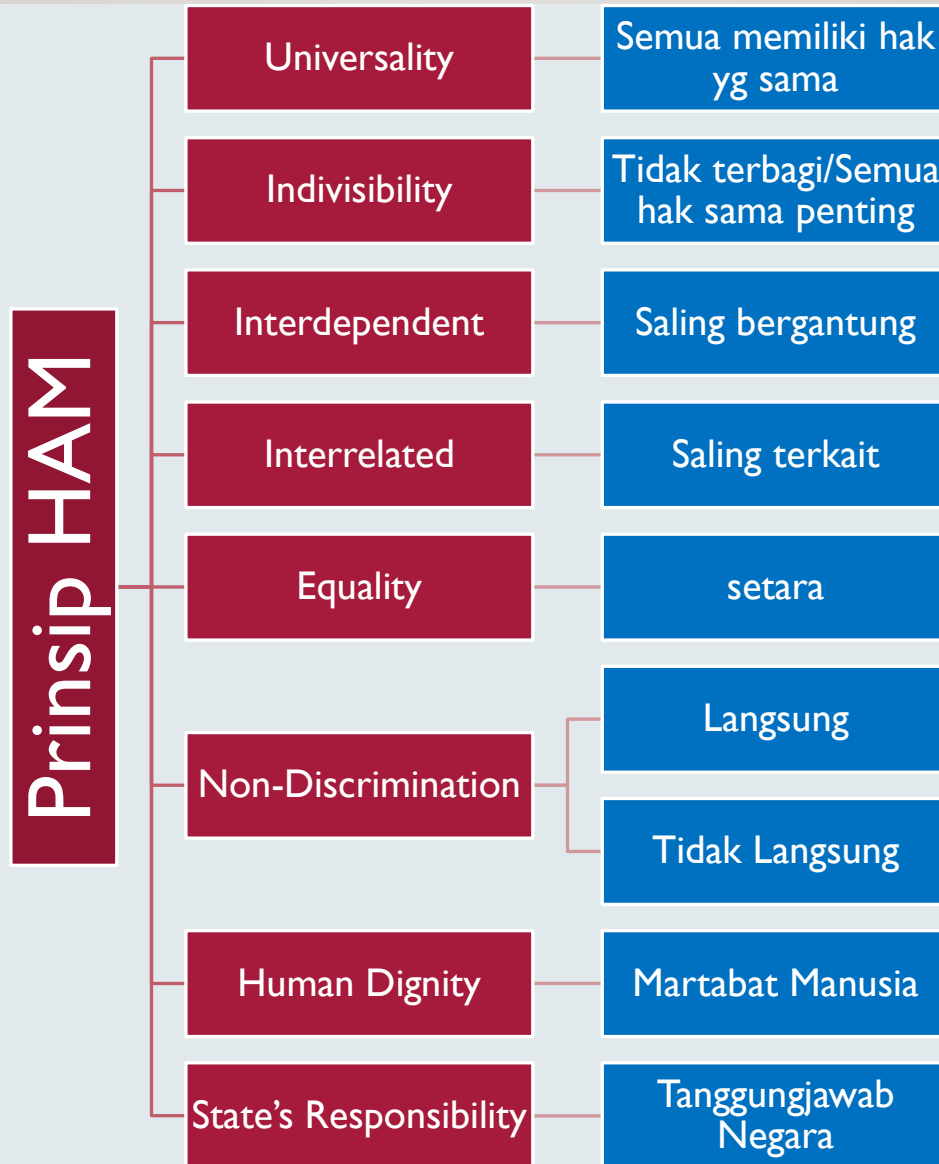 Prinsip HAM
Universality
Semua memiliki hak
yg sama
Indivisibility
Tidak terbagi/Semua
hak sama penting
Interdependent
Saling bergantung
Interrelated
Saling terkait
Equality
setara
Non-Discrimination
Langsung
Tidak Langsung
Human Dignity
Martabat Manusia
State's Responsibility
Tanggungjawab
Negara